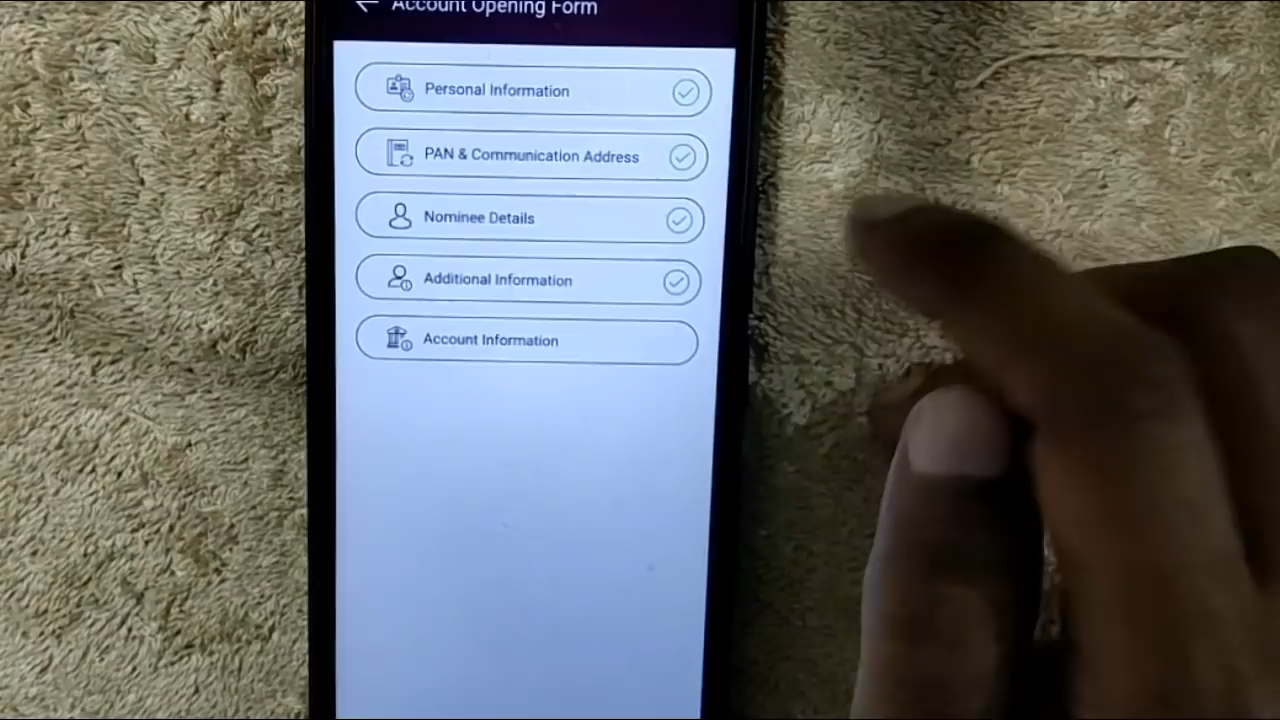 Account Opening Form
Personal Information
PAN & Communication Address
Nominee Details
Additional Information
Account Information